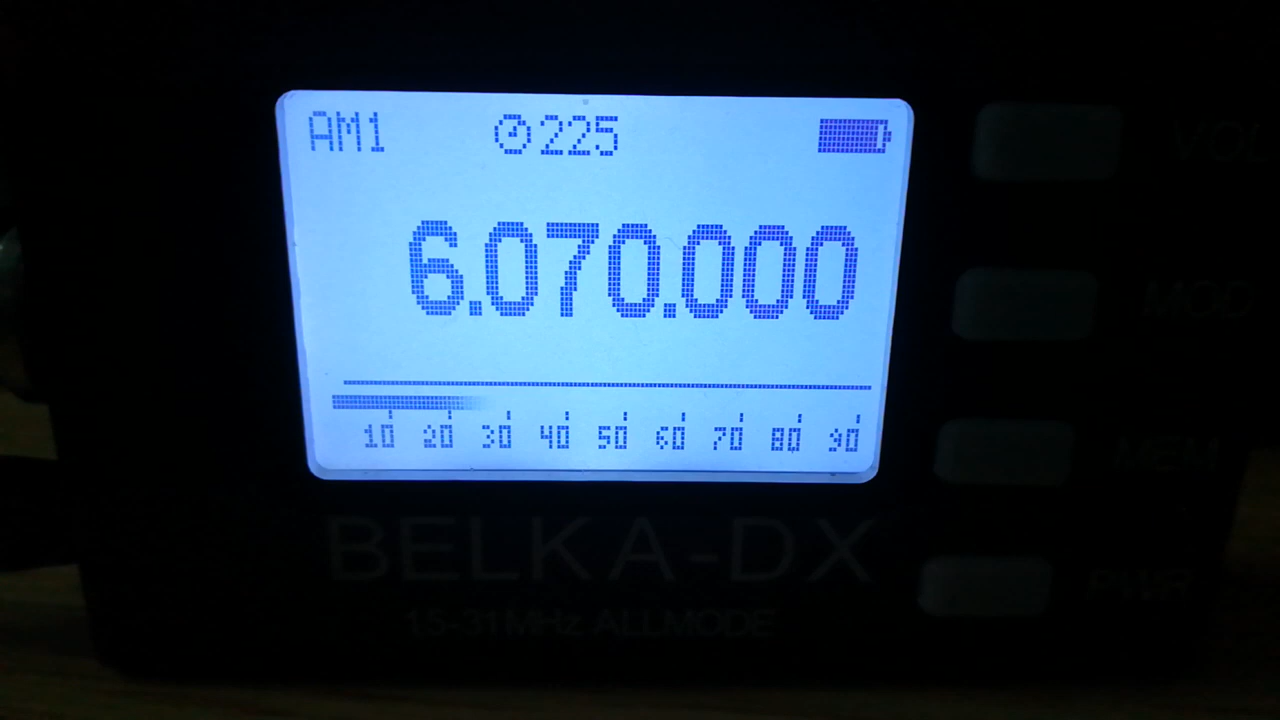 AM1 225
6.070.000
10 20 30 40 50 60 70 80 90
BELKA-DX
1.5-31MHz ALLMODE
VOL
MOD
MEM
PWR